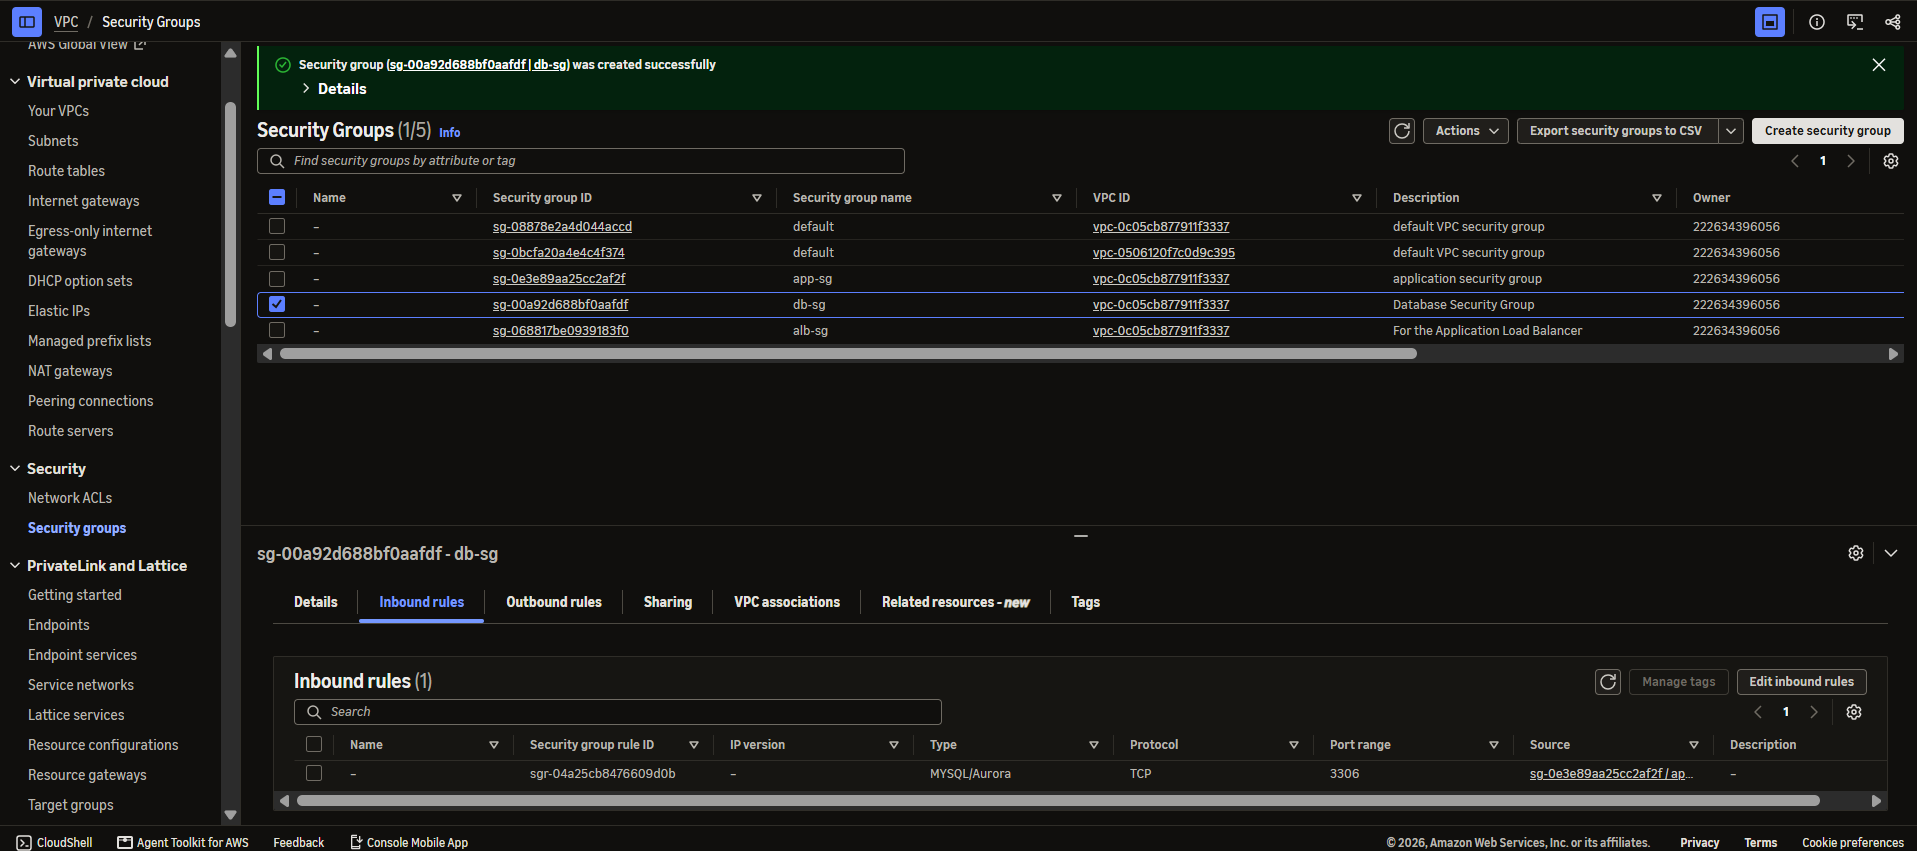 VPC / Security Groups
AWS Global View
Virtual private cloud
Your VPCs
Subnets
Route tables
Internet gateways
Egress-only internet
gateways
DHCP option sets
Elastic IPs
Managed prefix lists
NAT gateways
Peering connections
Route servers
Security
Network ACLs
Security groups
PrivateLink and Lattice
Getting started
Endpoints
Endpoint services
Service networks
Lattice services
Resource configurations
Resource gateways
Target groups
Security group (sg-00a92d688bf0aafdf | db-sg) was created successfully
Details
Security Groups (1/5) Info
Actions Export security groups to CSV Create security group
Find security groups by attribute or tag
1
Name Security group ID Security group name VPC ID Description Owner
– sg-08878e2a4d044accd default vpc-0c05cb877911f3337 default VPC security group 222634396056
– sg-0bcfa20a4e4c4f374 default vpc-0506120f7c0d9c395 default VPC security group 222634396056
– sg-0e3e89aa25cc2af2f app-sg vpc-0c05cb877911f3337 application security group 222634396056
– sg-00a92d688bf0aafdf db-sg vpc-0c05cb877911f3337 Database Security Group 222634396056
– sg-068817be0939183f0 alb-sg vpc-0c05cb877911f3337 For the Application Load Balancer 222634396056
sg-00a92d688bf0aafdf - db-sg
Details Inbound rules Outbound rules Sharing VPC associations Related resources - new Tags
Inbound rules (1)
Manage tags Edit inbound rules
Search
1
Name Security group rule ID IP version Type Protocol Port range Source Description
– sgr-04a25cb8476609d0b – MYSQL/Aurora TCP 3306 sg-0e3e89aa25cc2af2f / ap... –
CloudShell Agent Toolkit for AWS Feedback Console Mobile App © 2026, Amazon Web Services, Inc. or its affiliates. Privacy Terms Cookie preferences